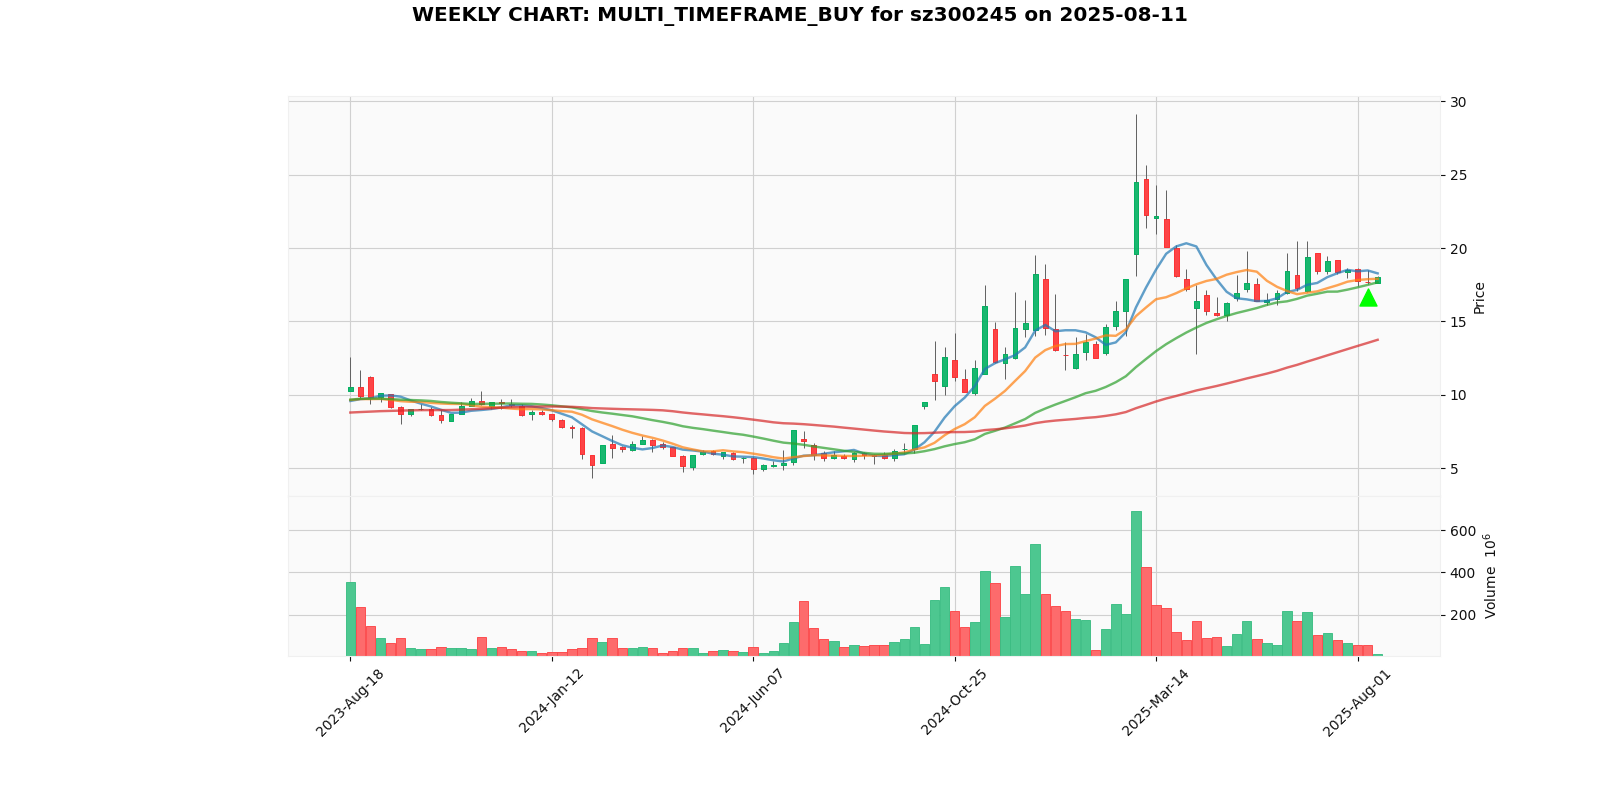 WEEKLY CHART: MULTI_TIMEFRAME_BUY for sz300245 on 2025-08-11
30
25
20
15
10
5
Price
600
400
200
Volume 10⁶
2023-Aug-18
2024-Jan-12
2024-Jun-07
2024-Oct-25
2025-Mar-14
2025-Aug-01